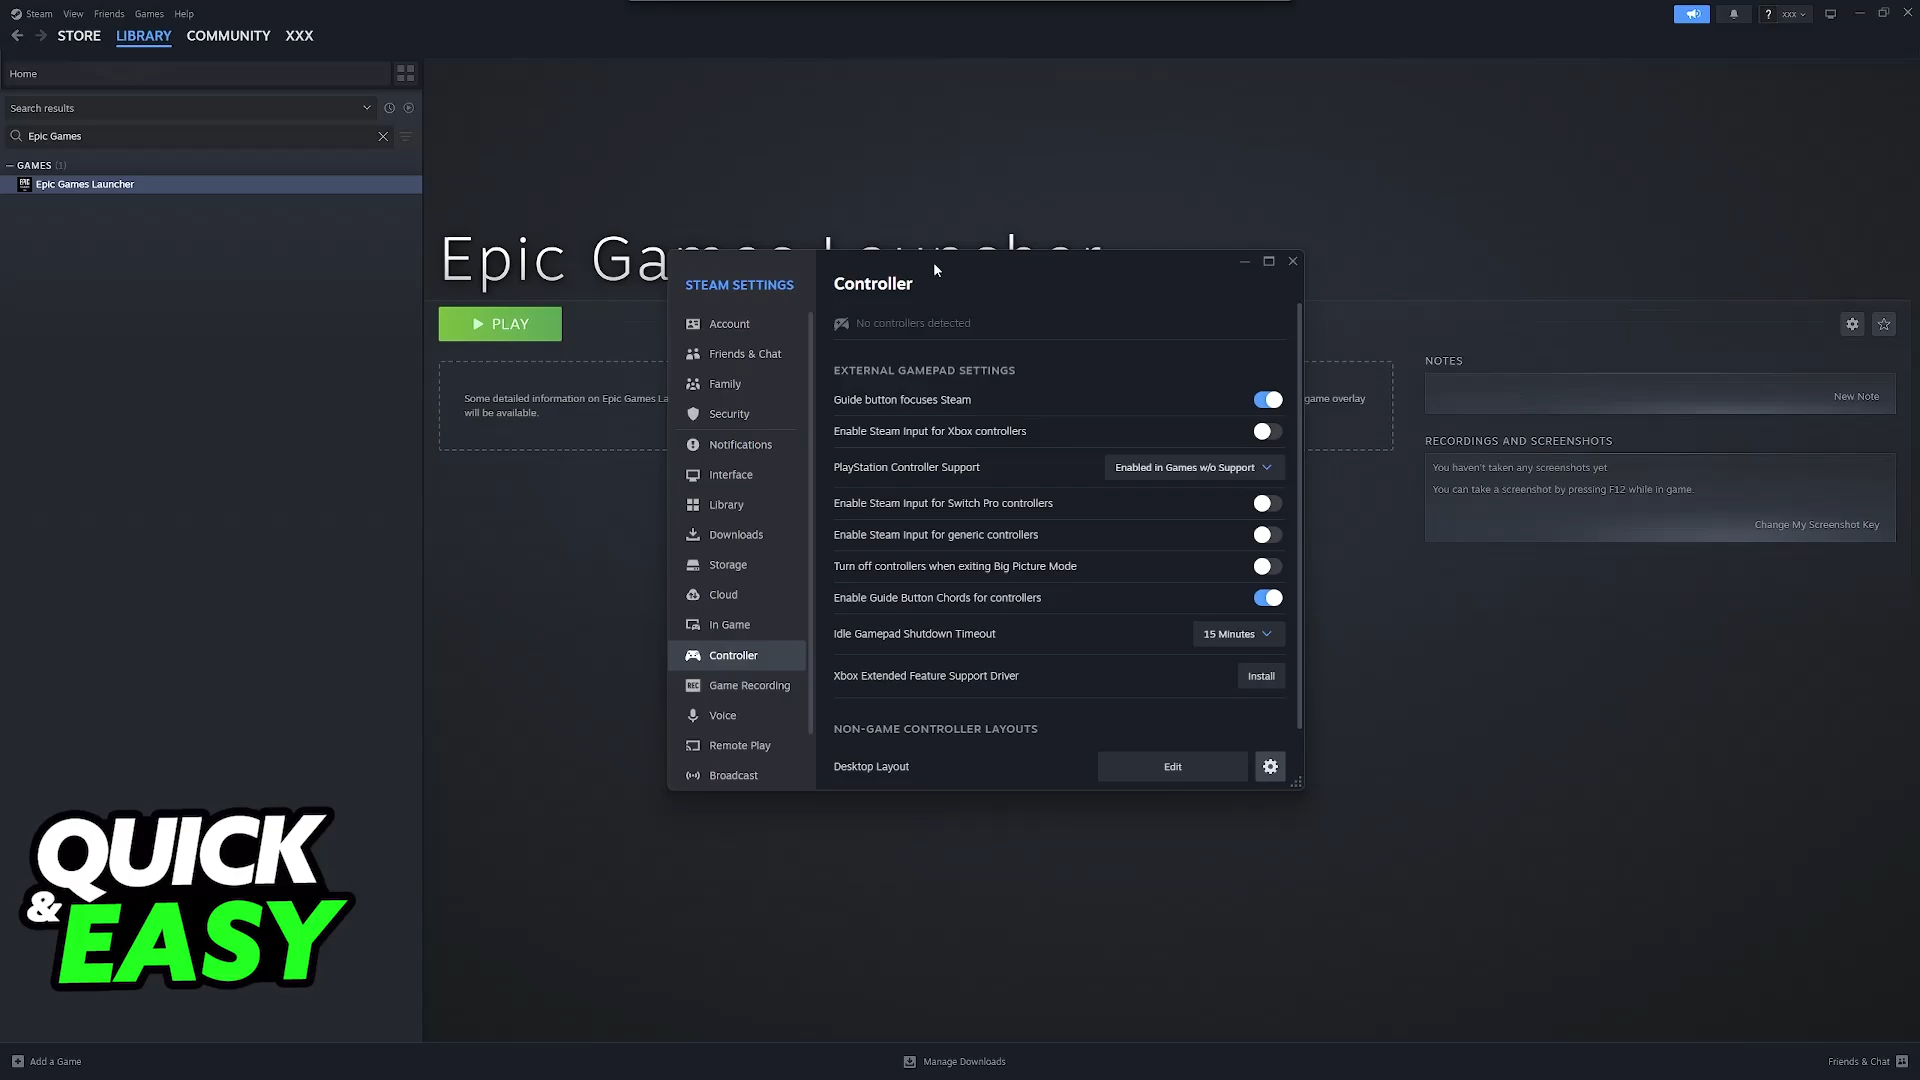 Steam View Friends Games Help
? xxx
STORE LIBRARY COMMUNITY XXX
Home
Search results
Epic Games
GAMES (1)
EPIC Epic Games Launcher
Epic Games Launcher
PLAY
Some detailed information on Epic Games La
will be available.
game overlay
NOTES
New Note
RECORDINGS AND SCREENSHOTS
You haven't taken any screenshots yet
You can take a screenshot by pressing F12 while in game.
Change My Screenshot Key
STEAM SETTINGS
Account
Friends & Chat
Family
Security
Notifications
Interface
Library
Downloads
Storage
Cloud
In Game
Controller
REC Game Recording
Voice
Remote Play
Broadcast
Controller
No controllers detected
EXTERNAL GAMEPAD SETTINGS
Guide button focuses Steam
Enable Steam Input for Xbox controllers
PlayStation Controller Support Enabled in Games w/o Support
Enable Steam Input for Switch Pro controllers
Enable Steam Input for generic controllers
Turn off controllers when exiting Big Picture Mode
Enable Guide Button Chords for controllers
Idle Gamepad Shutdown Timeout 15 Minutes
Xbox Extended Feature Support Driver Install
NON-GAME CONTROLLER LAYOUTS
Desktop Layout Edit
QUICK
& EASY
Add a Game
Manage Downloads
Friends & Chat